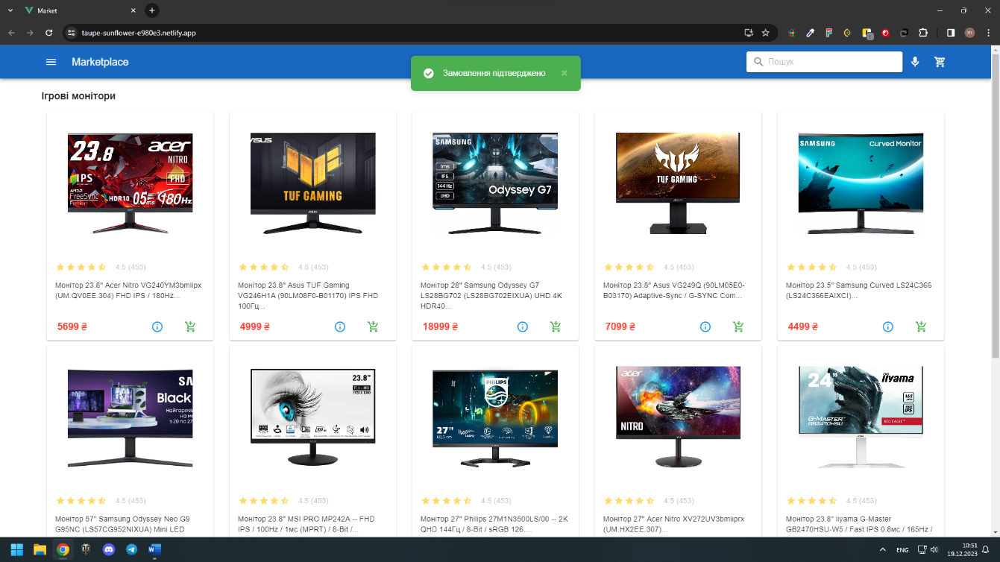 Market
taupe-sunflower-e980e3.netlify.app
Marketplace
Замовлення підтверджено
Пошук
Ігрові монітори
23.8 acer
NITRO
IPS
FHD
AMD
FreeSync
Premium
HDR10 0.5ms 180Hz
ASUS
TUF GAMING
SAMSUNG
1ms
IPS
144 Hz
UHD
Odyssey G7
TUF GAMING
SAMSUNG Curved Monitor
4.5 (453)
4.5 (453)
4.5 (453)
4.5 (453)
4.5 (453)
Монітор 23.8" Acer Nitro VG240YM3bmiipx
(UM.QV0EE.304) FHD IPS / 180Hz...
Монітор 23.8" Asus TUF Gaming
VG246H1A (90LM08F0-B01170) IPS FHD
100Гц...
Монітор 28" Samsung Odyssey G7
LS28BG702 (LS28BG702EIXUA) UHD 4K
HDR40...
Монітор 23.8" Asus VG249Q (90LM05E0-
B03170) Adaptive-Sync / G-SYNC Com...
Монітор 23.5" Samsung Curved LS24C366
(LS24C366EAIXCI)...
5699 ₴
4999 ₴
18999 ₴
7099 ₴
4499 ₴
SA
Black
23.8"
FULL HD
1920 X 1080
PHILIPS
27"
acer
NITRO
24" iiyama
G-MASTER
GB2470HSU
RED EAGLE
4.5 (453)
4.5 (453)
4.5 (453)
4.5 (453)
4.5 (453)
Монітор 57" Samsung Odyssey Neo G9
G95NC (LS57CG952NIXUA) Mini LED
Монітор 23.8" MSI PRO MP242A -- FHD
IPS / 100Hz / 1мс (MPRT) / 8-Bit /...
Монітор 27" Philips 27M1N3500LS/00 -- 2K
QHD 144Гц / 8-Bit / sRGB 126....
Монітор 27" Acer Nitro XV272UV3bmiiprx
(UM.HX2EE.307)...
Монітор 23.8" iiyama G-Master
GB2470HSU-W5 / Fast IPS 0.8мс / 165Hz /
ENG
10:51
19.12.2023